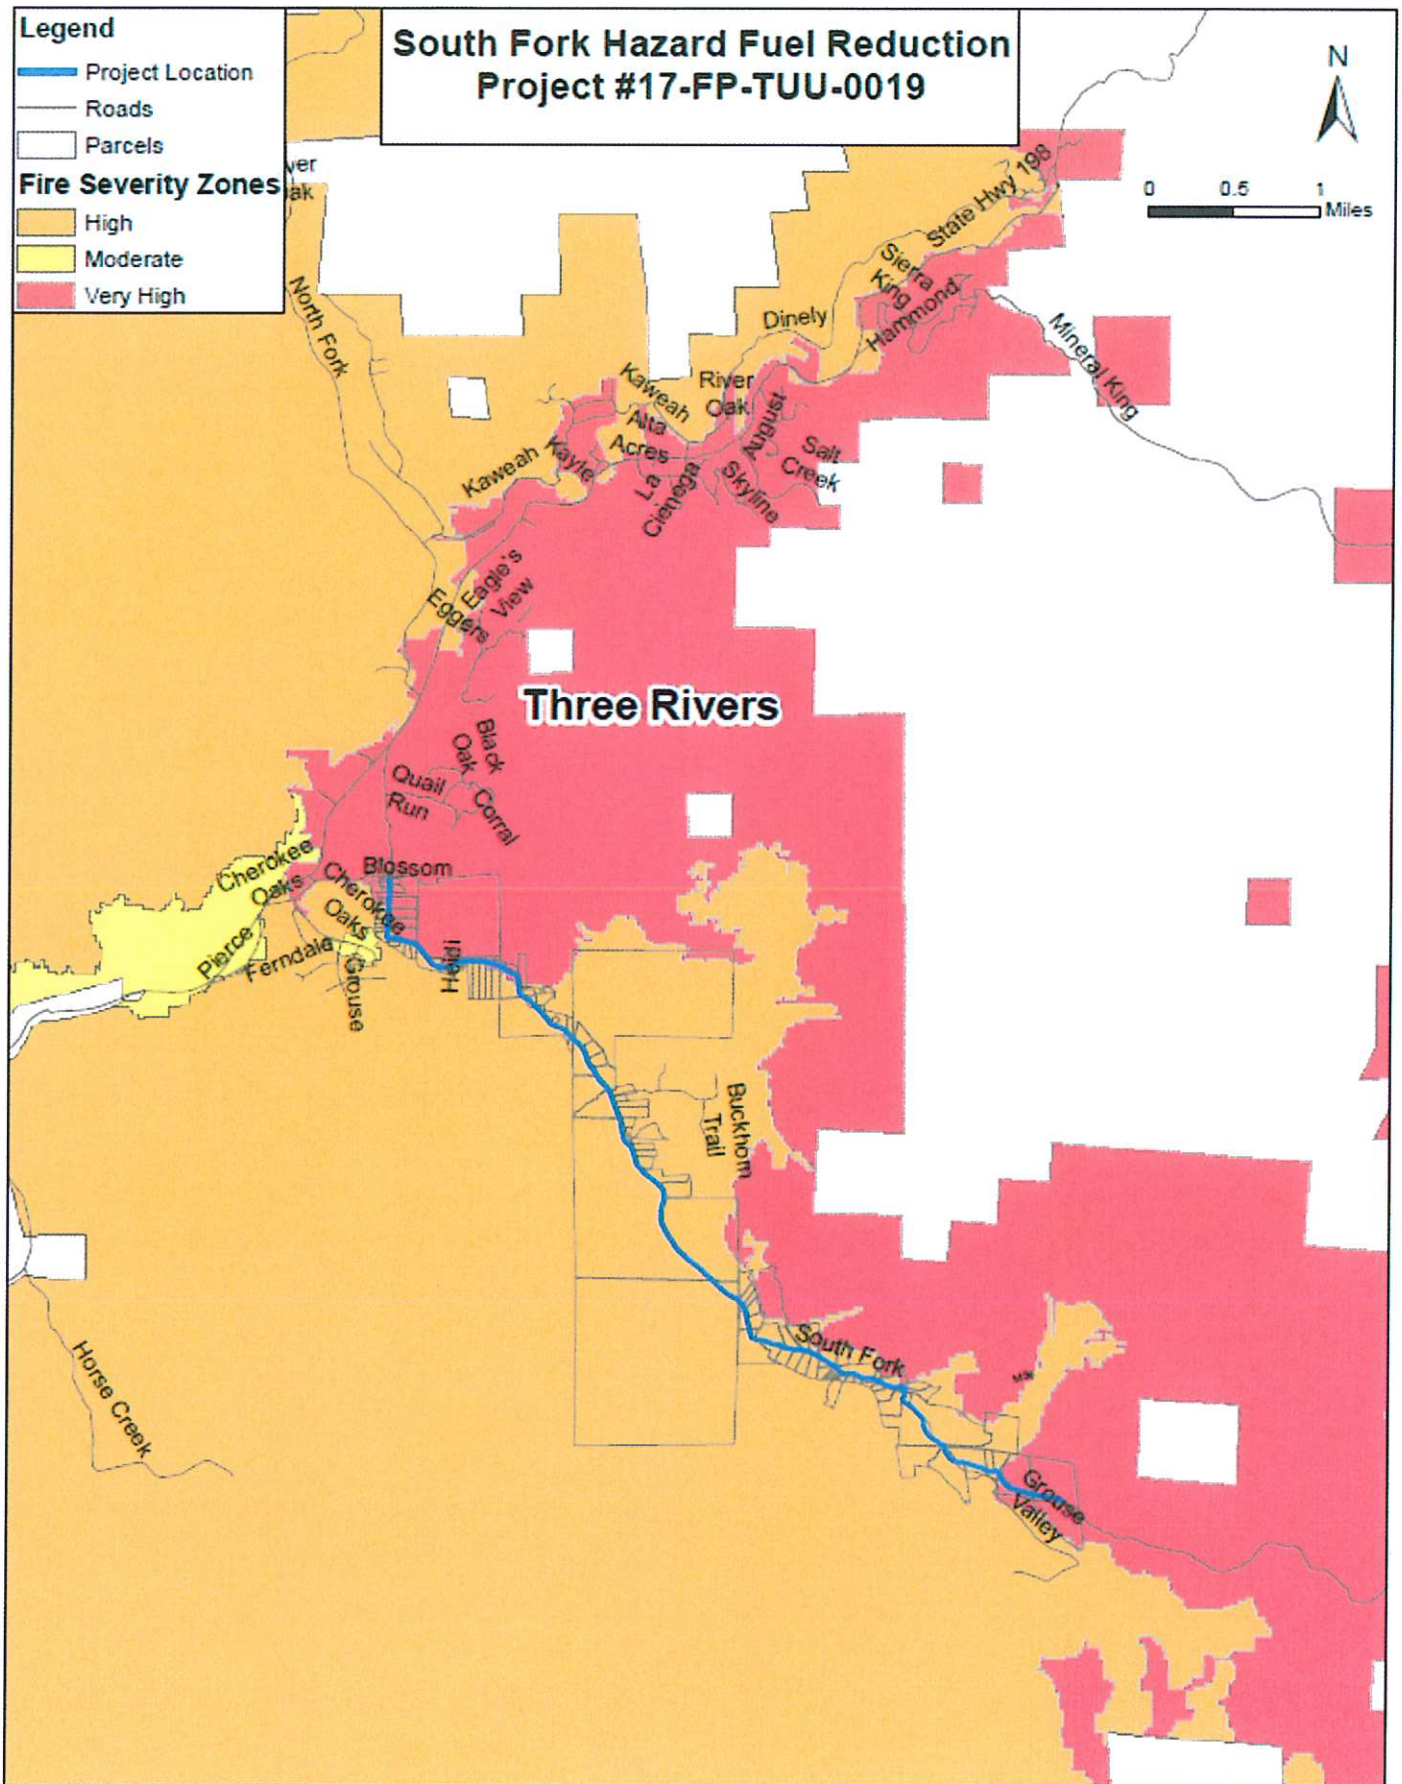 Legend
Project Location
Roads
Parcels
Fire Severity Zones
High
Moderate
Very High
South Fork Hazard Fuel Reduction
Project #17-FP-TUU-0019
N
0 0.5 1
Miles
ver
ak
State Hwy 198
Sierra
King
Hammond
Dinely
Mineral King
North Fork
Kaweah
River
Oak
Alta
Acres
August
Kaweah
Kayle
La
Cienega
Skyline
Salt
Creek
Eagle's
View
Eggers
Three Rivers
Black
Oak
Quail
Run
Corral
Cherokee
Oaks
Blossom
Cherokee
Oaks
Pierce
Ferndale
Grouse
Heidi
Buckhorn
Trail
South Fork
Horse Creek
Grouse
Valley